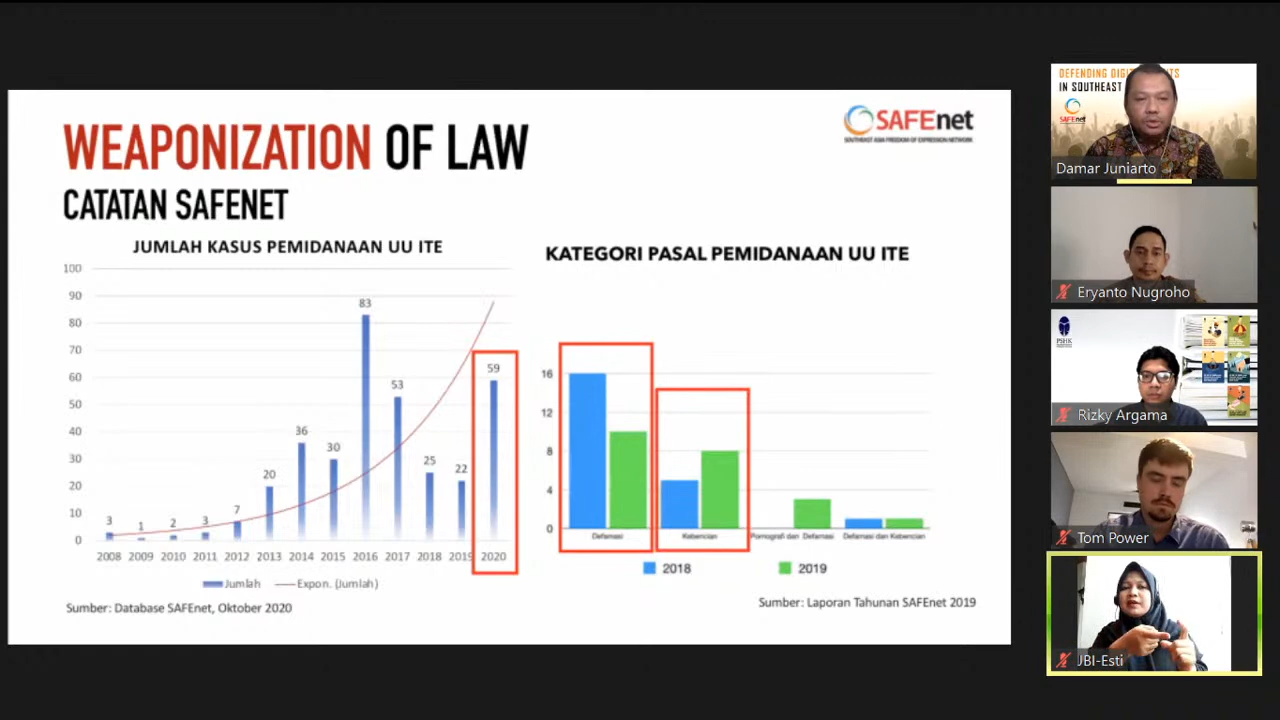 WEAPONIZATION OF LAW
CATATAN SAFENET
SAFEnet
SOUTHEAST ASIA FREEDOM OF EXPRESSION NETWORK
JUMLAH KASUS PEMIDANAAN UU ITE
100
90
80
70
60
50
40
30
20
10
0
3
1
2
3
7
20
36
30
83
53
25
22
59
2008 2009 2010 2011 2012 2013 2014 2015 2016 2017 2018 2019 2020
Jumlah
Expon. (Jumlah)
Sumber: Database SAFEnet, Oktober 2020
KATEGORI PASAL PEMIDANAAN UU ITE
16
12
8
4
0
Defamasi
Kebencian
Pornografi dan Defamasi
Defamasi dan Kebencian
2018
2019
Sumber: Laporan Tahunan SAFEnet 2019
DEFENDING DIGITAL
IN SOUTHEAST
SAFEnet
Damar Juniarto
Eryanto Nugroho
PSHK
Rizky Argama
Tom Power
JBI-Esti